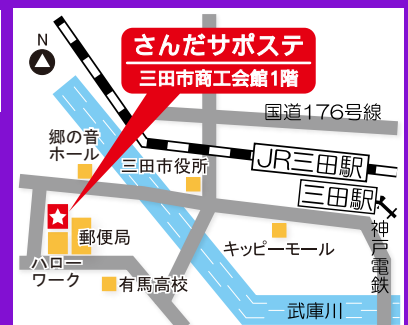 N
さんだサポステ
三田市商工会館1階
国道176号線
郷の音
ホール
三田市役所
JR三田駅
三田駅
神戸電鉄
郵便局
キッピーモール
ハロー
ワーク
有馬高校
武庫川